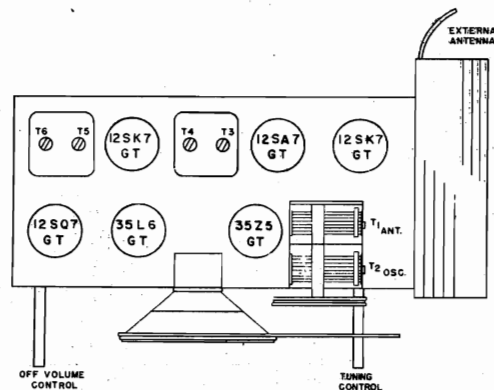 EXTERNAL
ANTENNA
T6 T5
12SK7
GT
T4 T3
12SA7
GT
12SK7
GT
12SQ7
GT
35L6
GT
35Z5
GT
T1 ANT.
T2 OSC.
OFF VOLUME
CONTROL
TUNING
CONTROL